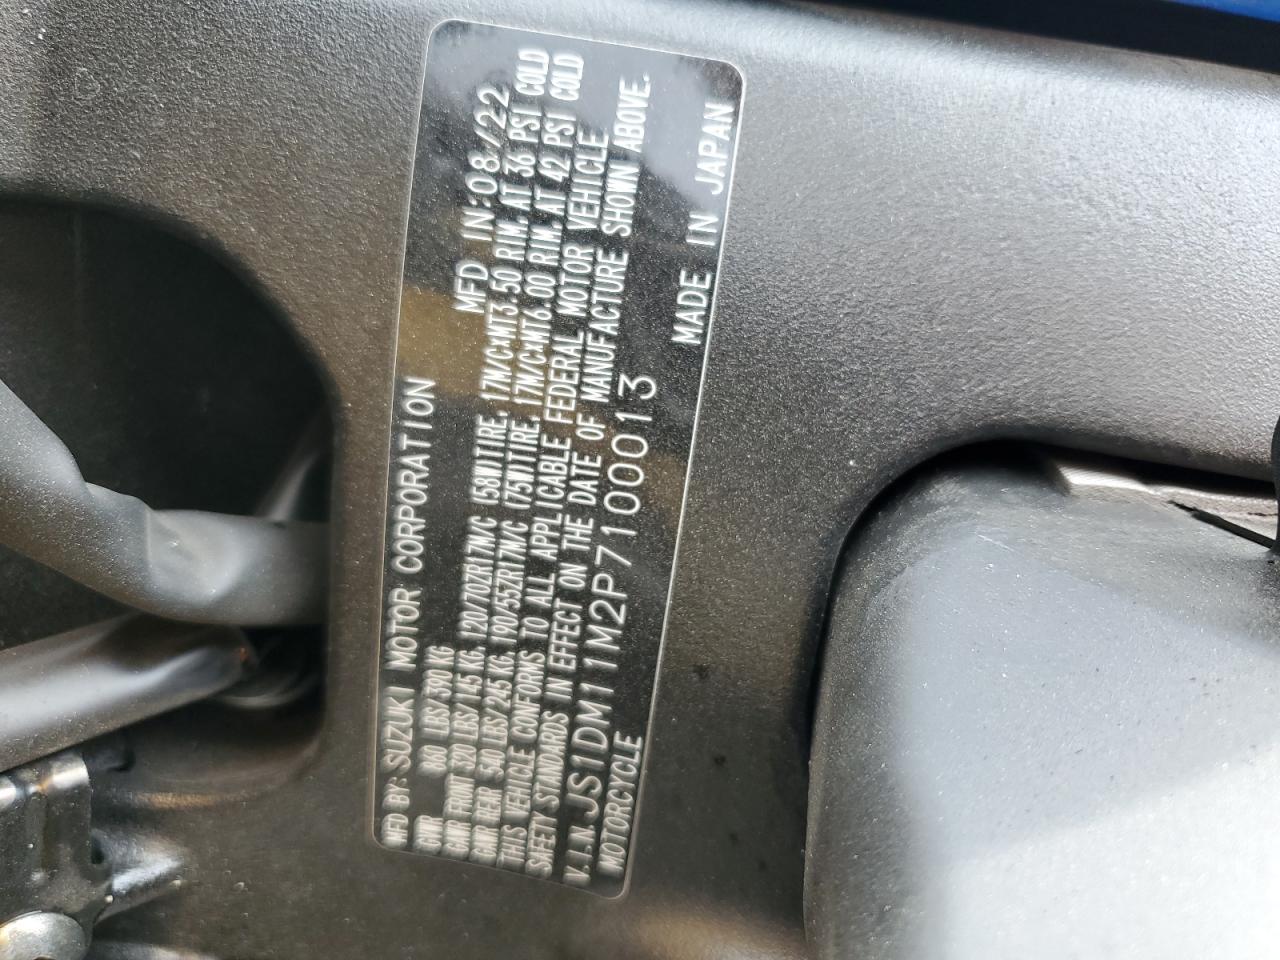 MFD BY: SUZUKI MOTOR CORPORATION MFD IN:08/22
GVWR 860 LBS/390 KG
GAWR FRONT 320 LBS/145 KG, 120/70ZR17M/C (58W)TIRE, 17M/C×MT3.50 RIM, AT 36 PSI COLD
GAWR REAR 540 LBS/245 KG, 190/55ZR17M/C (75W)TIRE, 17M/C×MT6.00 RIM, AT 42 PSI COLD
THIS VEHICLE CONFORMS TO ALL APPLICABLE FEDERAL MOTOR VEHICLE
SAFETY STANDARDS IN EFFECT ON THE DATE OF MANUFACTURE SHOWN ABOVE.
V.I.N. JS1DM11M2P7100013
MOTORCYCLE MADE IN JAPAN